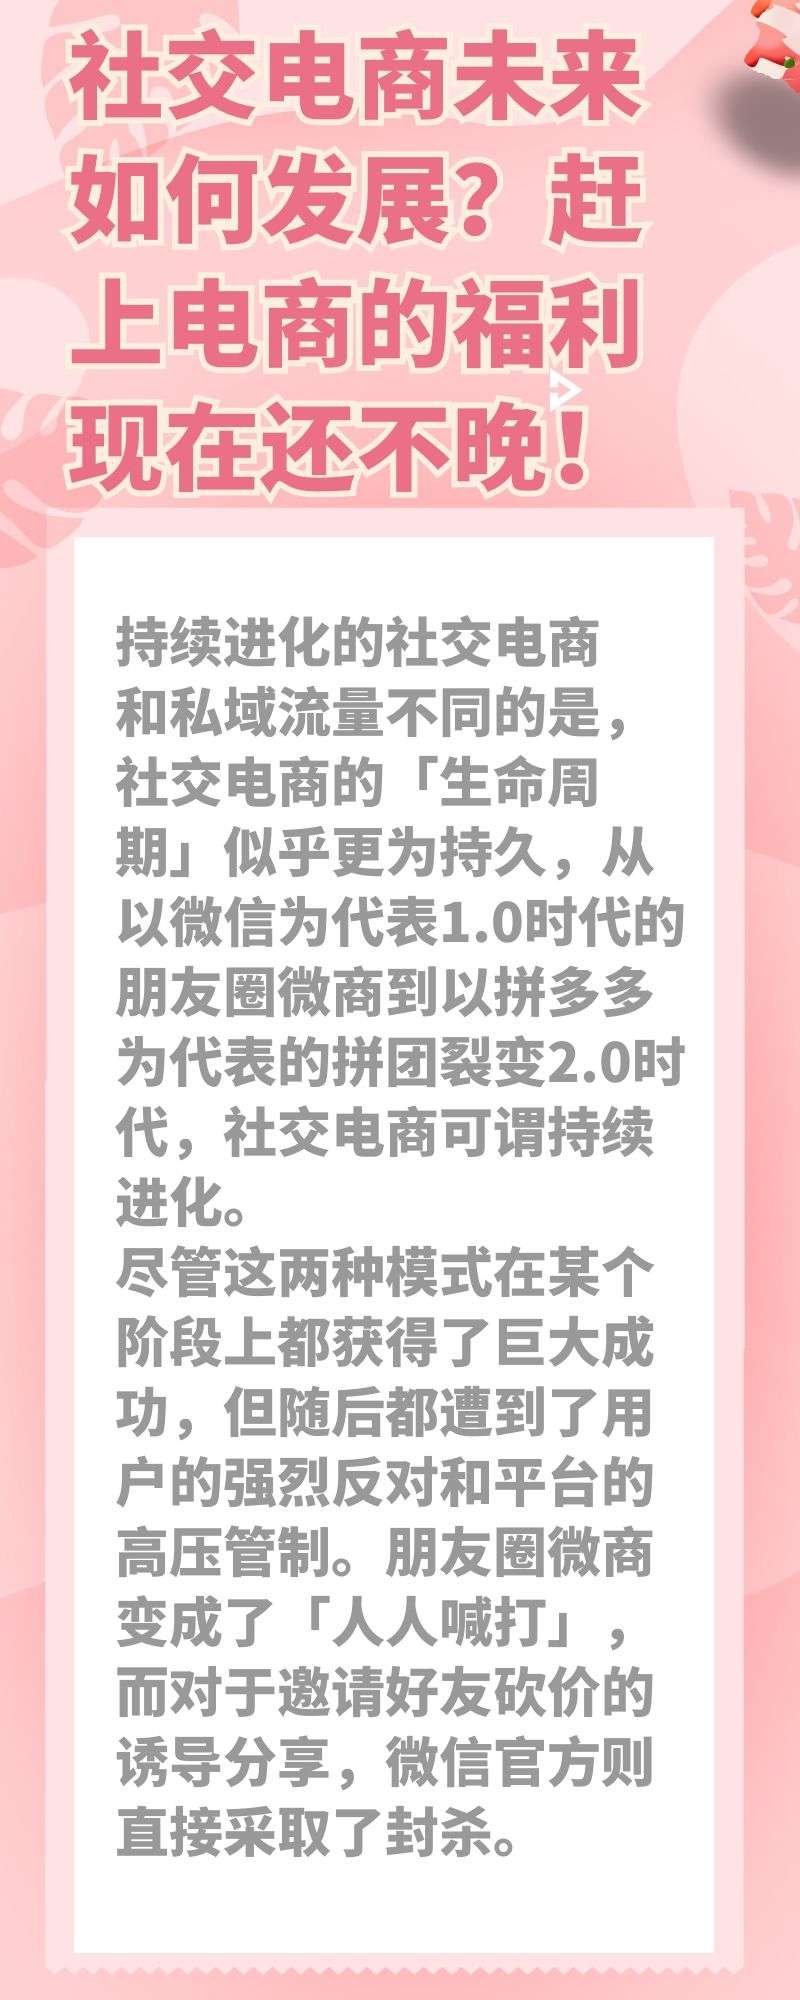 社交电商未来
如何发展？赶
上电商的福利
现在还不晚！
持续进化的社交电商
和私域流量不同的是，
社交电商的「生命周
期」似乎更为持久，从
以微信为代表1.0时代的
朋友圈微商到以拼多多
为代表的拼团裂变2.0时
代，社交电商可谓持续
进化。
尽管这两种模式在某个
阶段上都获得了巨大成
功，但随后都遭到了用
户的强烈反对和平台的
高压管制。朋友圈微商
变成了「人人喊打」，
而对于邀请好友砍价的
诱导分享，微信官方则
直接采取了封杀。